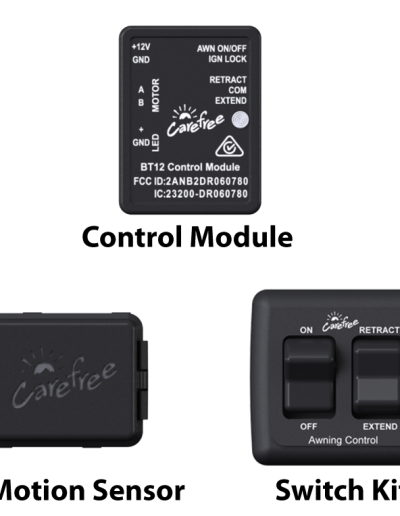 +12V
GND
AWN ON/OFF
IGN LOCK
A
B
MOTOR
RETRACT
COM
EXTEND
+
GND
LED
Carefree
BT12 Control Module
FCC ID:2ANB2DR060780
IC:23200-DR060780
Control Module
Carefree
ON
Carefree
RETRACT
OFF
EXTEND
Awning Control
Motion Sensor
Switch Kit